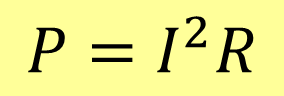 P = I²R